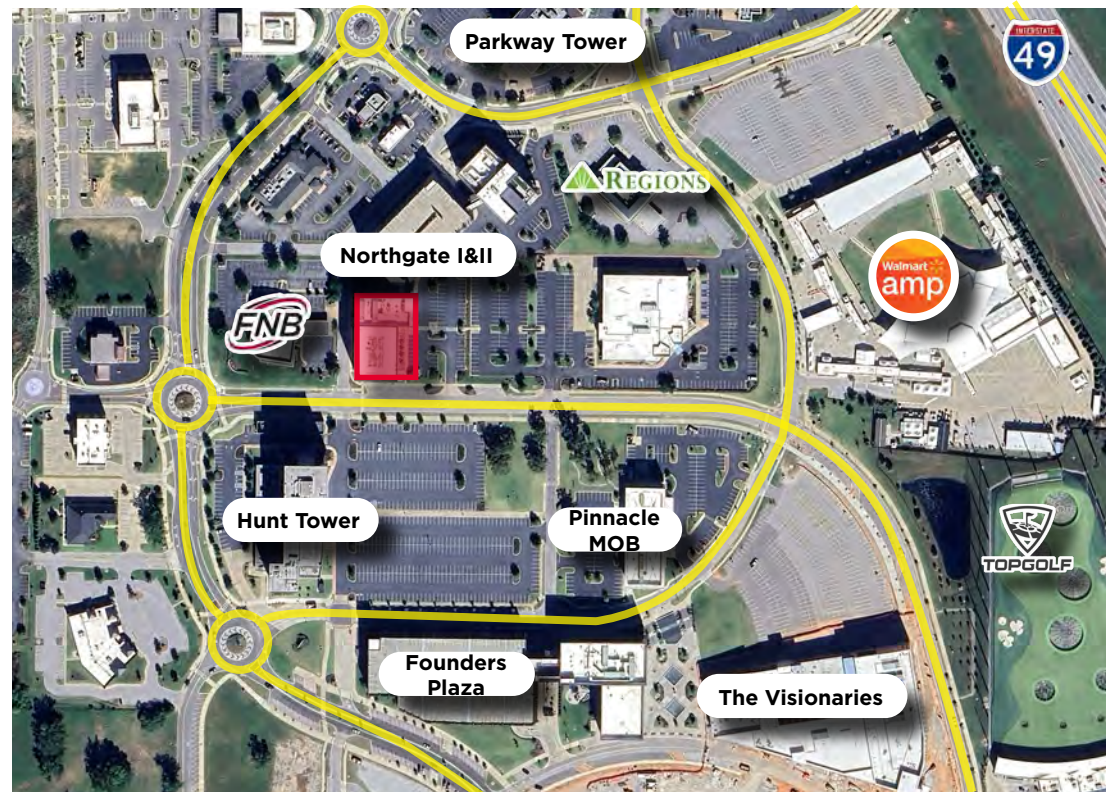 Parkway Tower
INTERSTATE
49
REGIONS
Northgate I&II
Walmart
amp
FNB
Hunt Tower
Pinnacle
MOB
TOPGOLF
Founders
Plaza
The Visionaries